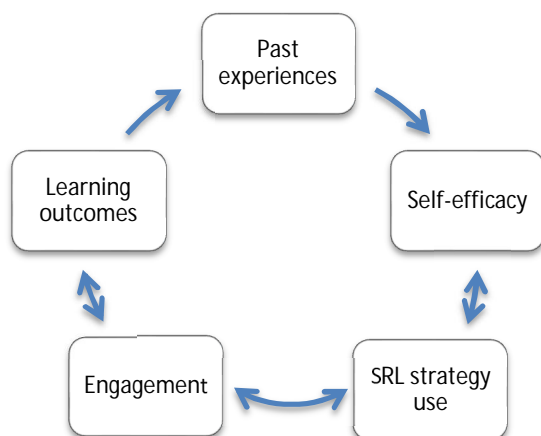 Past
experiences
Learning
outcomes
Self-efficacy
Engagement
SRL strategy
use